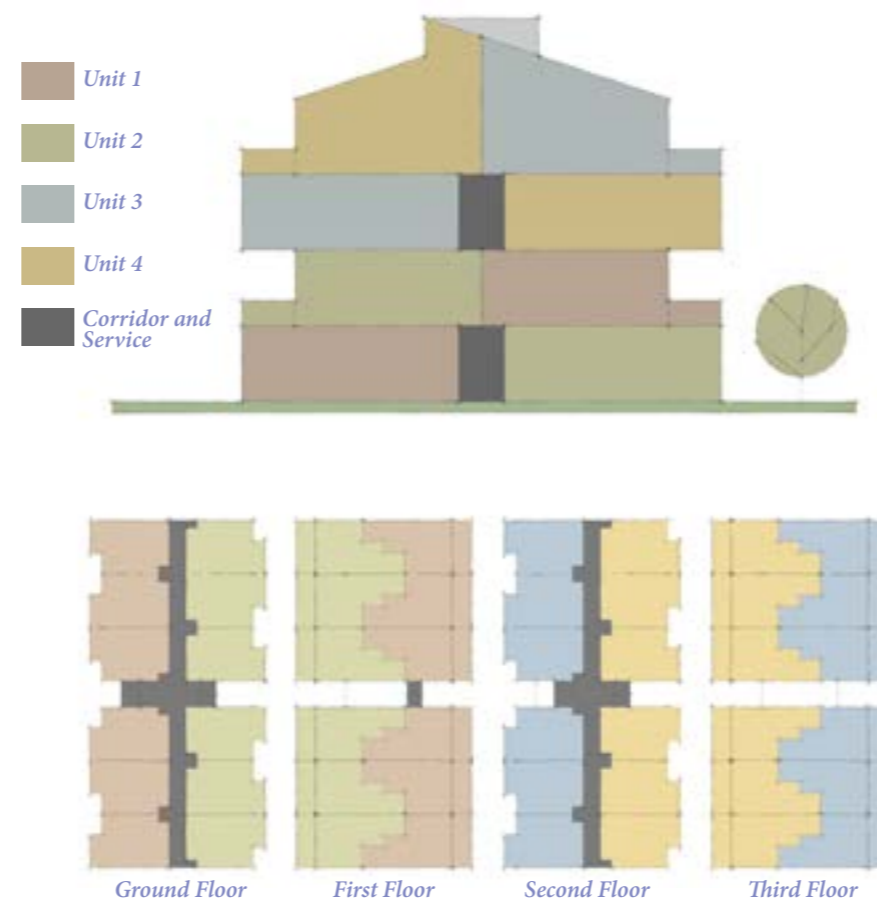 Unit 1
Unit 2
Unit 3
Unit 4
Corridor and
Service
Ground Floor
First Floor
Second Floor
Third Floor